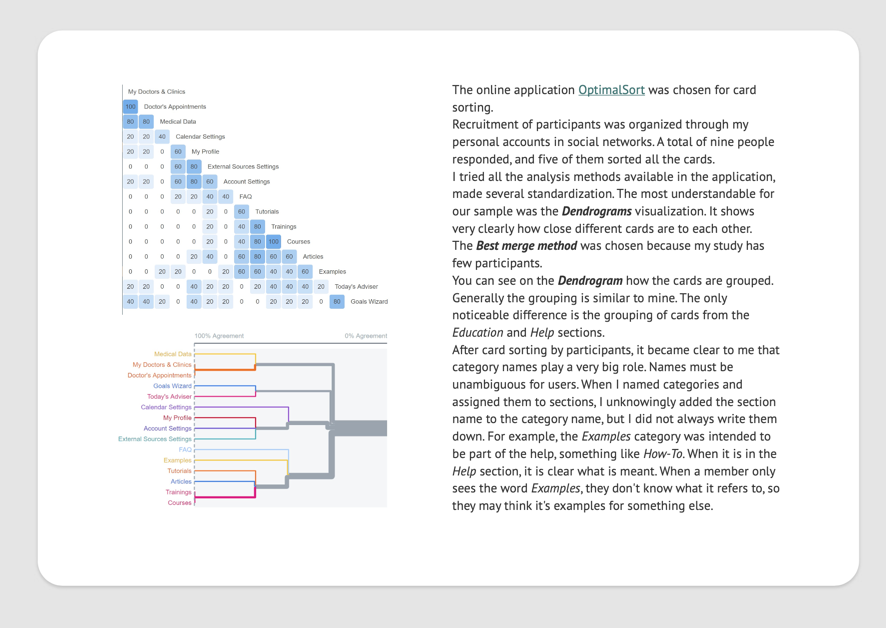 My Doctors & Clinics
100 Doctor's Appointments
80 80 Medical Data
20 20 40 Calendar Settings
20 20 0 60 My Profile
0 0 0 60 80 External Sources Settings
20 20 0 60 80 60 Account Settings
0 0 0 20 20 40 40 FAQ
0 0 0 0 0 20 0 60 Tutorials
0 0 0 0 0 20 0 40 80 Trainings
0 0 0 0 0 20 0 40 80 100 Courses
0 0 0 0 20 40 0 60 80 60 60 Articles
0 0 20 20 0 0 20 60 60 40 40 60 Examples
20 20 0 0 40 20 20 0 20 40 40 40 20 Today's Adviser
40 40 20 0 40 20 20 0 0 20 20 20 0 80 Goals Wizard
100% Agreement 0% Agreement
Medical Data
My Doctors & Clinics
Doctor's Appointments
Goals Wizard
Today's Adviser
Calendar Settings
My Profile
Account Settings
External Sources Settings
FAQ
Examples
Tutorials
Articles
Trainings
Courses
The online application OptimalSort was chosen for card
sorting.
Recruitment of participants was organized through my
personal accounts in social networks. A total of nine people
responded, and five of them sorted all the cards.
I tried all the analysis methods available in the application,
made several standardization. The most understandable for
our sample was the Dendrograms visualization. It shows
very clearly how close different cards are to each other.
The Best merge method was chosen because my study has
few participants.
You can see on the Dendrogram how the cards are grouped.
Generally the grouping is similar to mine. The only
noticeable difference is the grouping of cards from the
Education and Help sections.
After card sorting by participants, it became clear to me that
category names play a very big role. Names must be
unambiguous for users. When I named categories and
assigned them to sections, I unknowingly added the section
name to the category name, but I did not always write them
down. For example, the Examples category was intended to
be part of the help, something like How-To. When it is in the
Help section, it is clear what is meant. When a member only
sees the word Examples, they don't know what it refers to, so
they may think it's examples for something else.